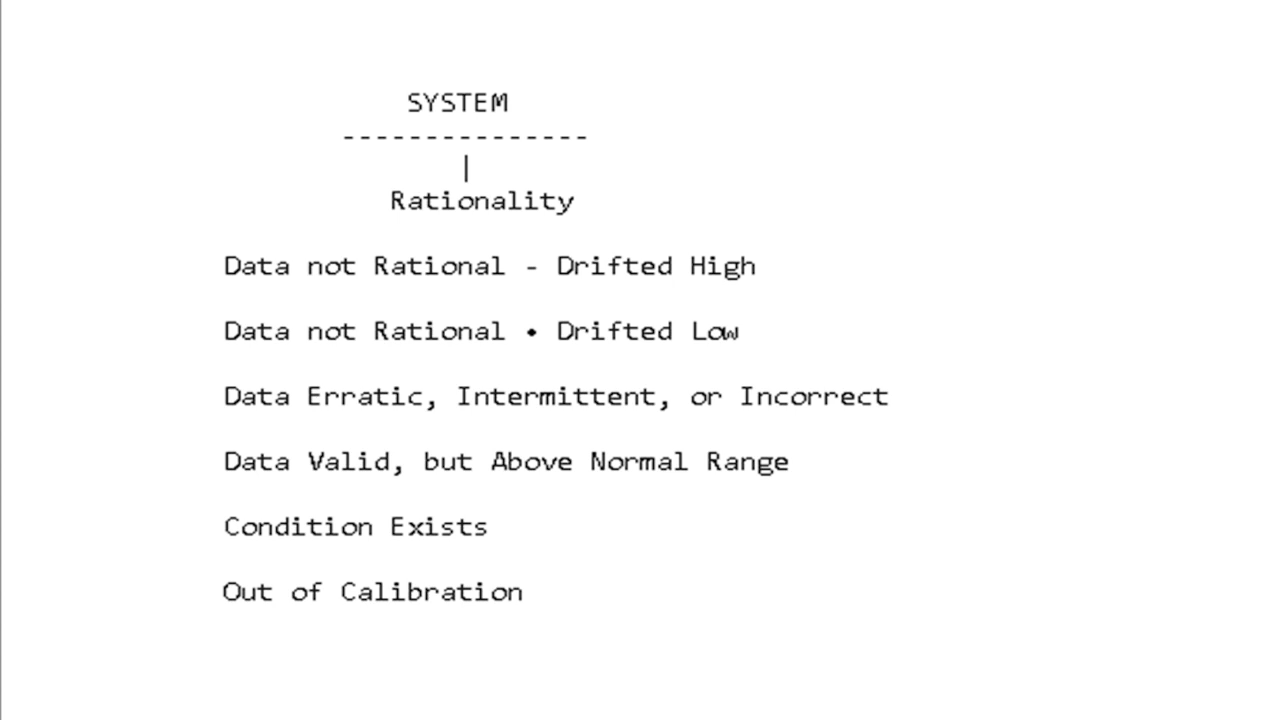 SYSTEM
---------------
|
Rationality
Data not Rational - Drifted High
Data not Rational • Drifted Low
Data Erratic, Intermittent, or Incorrect
Data Valid, but Above Normal Range
Condition Exists
Out of Calibration